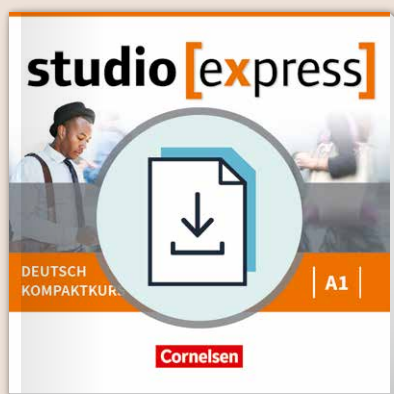 studio [express]
DEUTSCH
KOMPAKTKURS
A1
Cornelsen